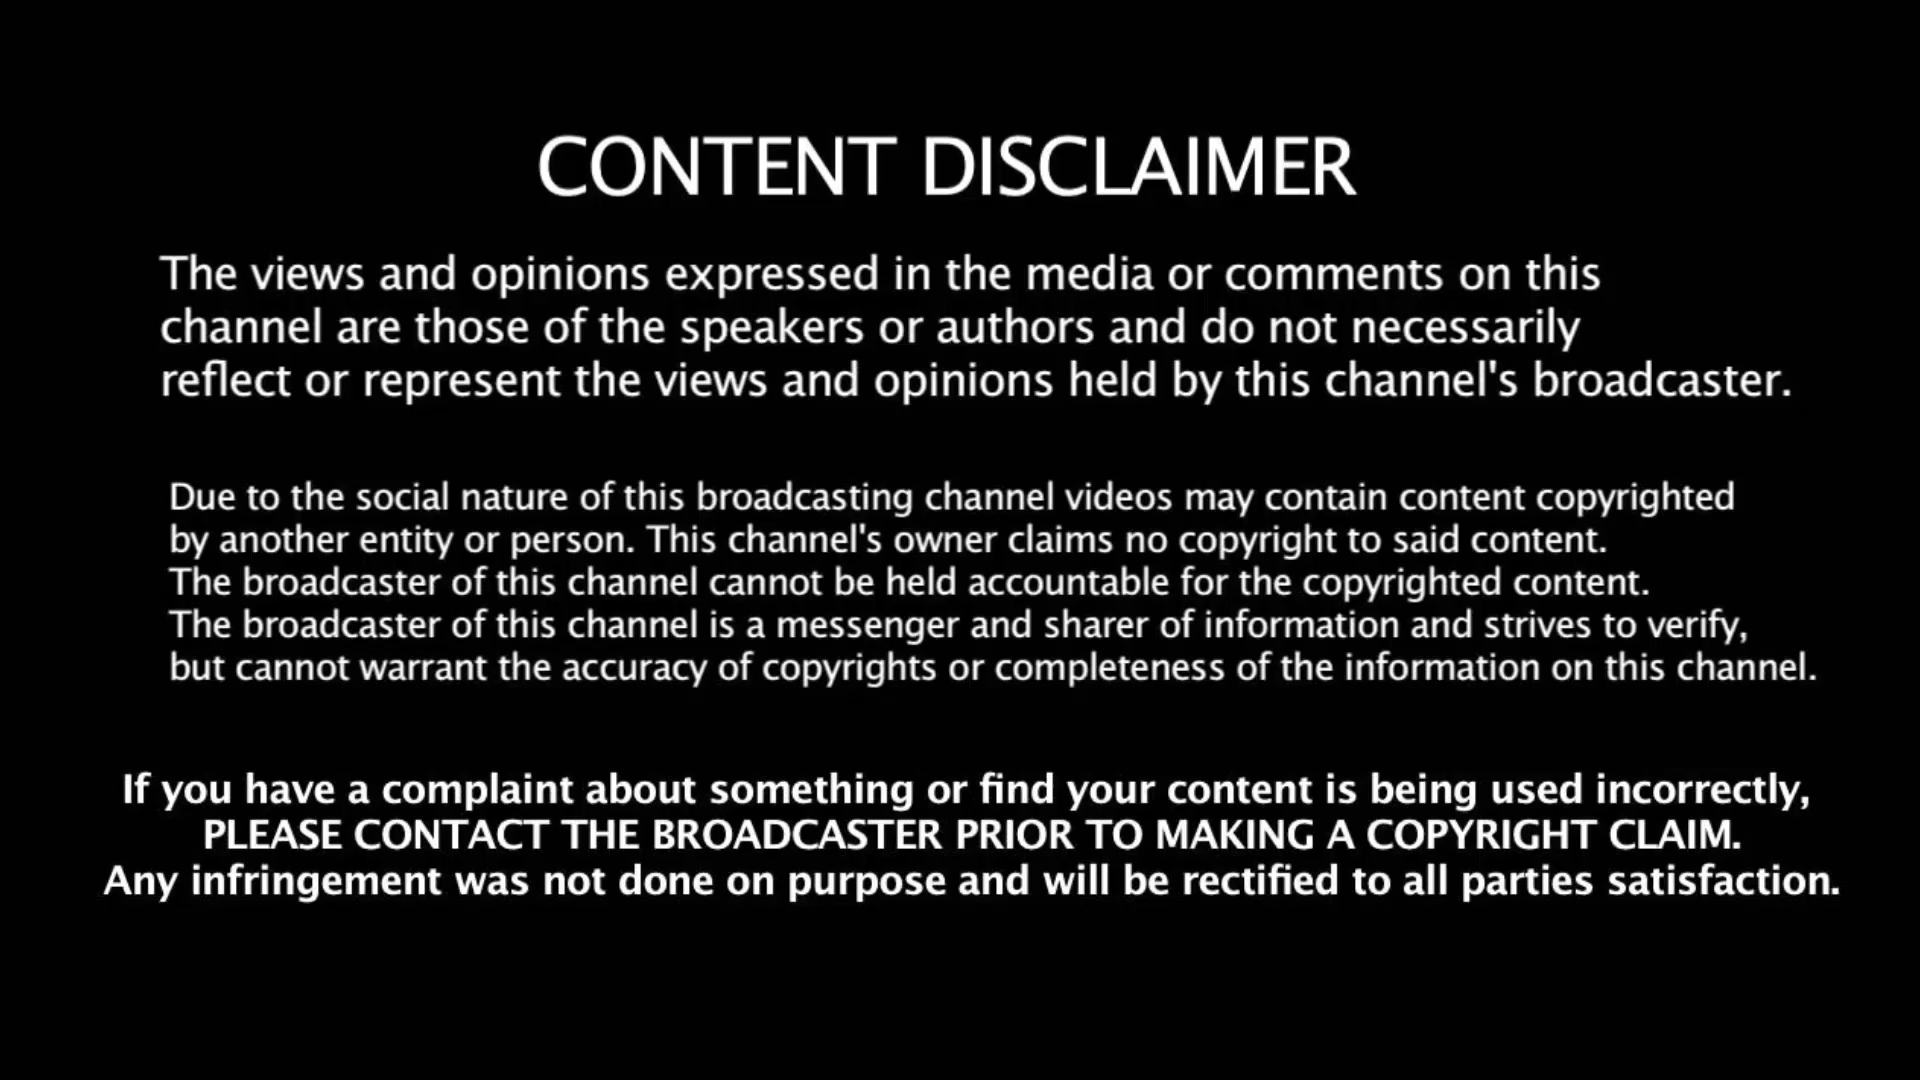 CONTENT DISCLAIMER
The views and opinions expressed in the media or comments on this
channel are those of the speakers or authors and do not necessarily
reflect or represent the views and opinions held by this channel's broadcaster.
Due to the social nature of this broadcasting channel videos may contain content copyrighted
by another entity or person. This channel's owner claims no copyright to said content.
The broadcaster of this channel cannot be held accountable for the copyrighted content.
The broadcaster of this channel is a messenger and sharer of information and strives to verify,
but cannot warrant the accuracy of copyrights or completeness of the information on this channel.
If you have a complaint about something or find your content is being used incorrectly,
PLEASE CONTACT THE BROADCASTER PRIOR TO MAKING A COPYRIGHT CLAIM.
Any infringement was not done on purpose and will be rectified to all parties satisfaction.